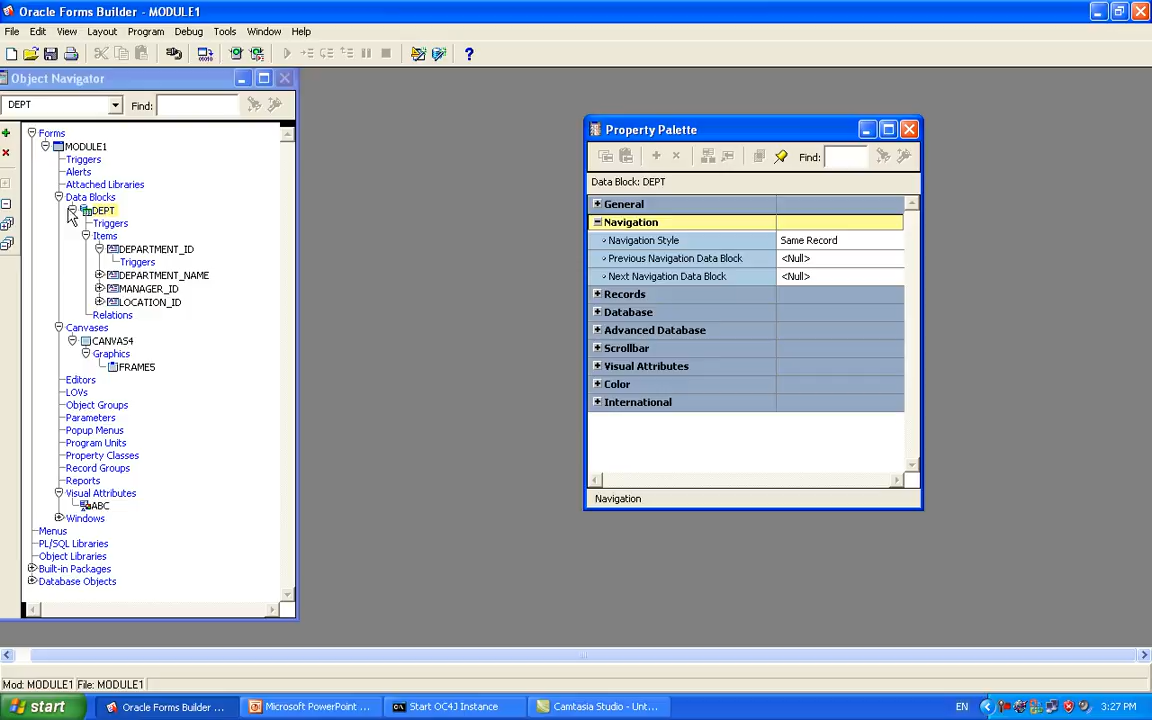 Oracle Forms Builder - MODULE1
File Edit View Layout Program Debug Tools Window Help
Object Navigator
DEPT Find:
Forms
MODULE1
Triggers
Alerts
Attached Libraries
Data Blocks
DEPT
Triggers
Items
DEPARTMENT_ID
Triggers
DEPARTMENT_NAME
MANAGER_ID
LOCATION_ID
Relations
Canvases
CANVAS4
Graphics
FRAME5
Editors
LOVs
Object Groups
Parameters
Popup Menus
Program Units
Property Classes
Record Groups
Reports
Visual Attributes
ABC
Windows
Menus
PL/SQL Libraries
Object Libraries
Built-in Packages
Database Objects
Property Palette
Find:
Data Block: DEPT
General
Navigation
Navigation Style Same Record
Previous Navigation Data Block <Null>
Next Navigation Data Block <Null>
Records
Database
Advanced Database
Scrollbar
Visual Attributes
Color
International
Navigation
Mod: MODULE1 File: MODULE1
start Oracle Forms Builder ... Microsoft PowerPoint ... Start OC4J Instance Camtasia Studio - Unt... EN 3:27 PM